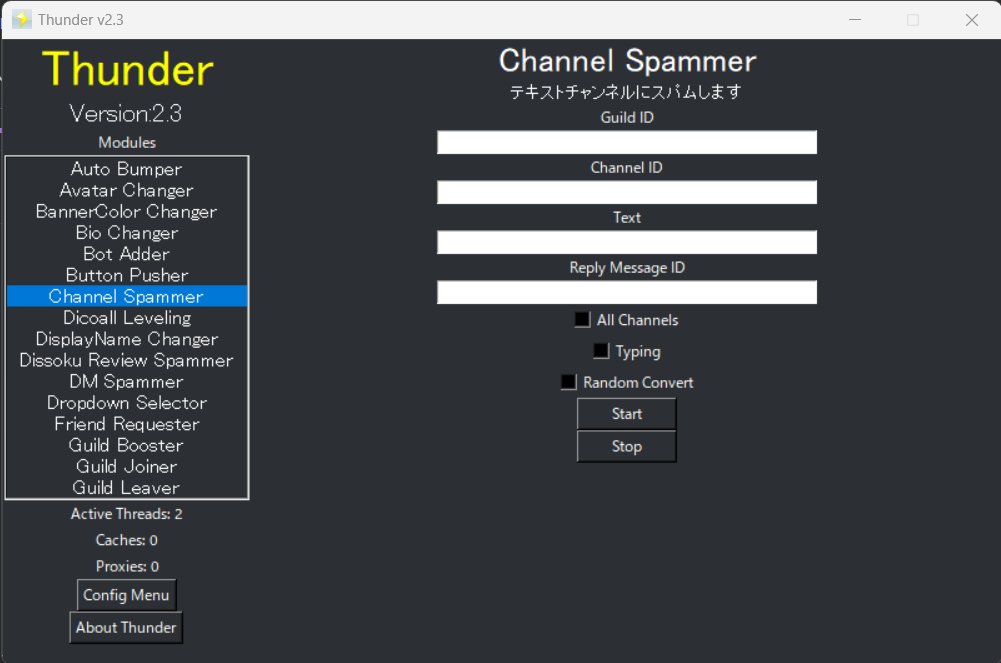 Thunder v2.3
Thunder
Version:2.3
Modules
Auto Bumper
Avatar Changer
BannerColor Changer
Bio Changer
Bot Adder
Button Pusher
Channel Spammer
Dicoall Leveling
DisplayName Changer
Dissoku Review Spammer
DM Spammer
Dropdown Selector
Friend Requester
Guild Booster
Guild Joiner
Guild Leaver
Active Threads: 2
Caches: 0
Proxies: 0
Config Menu
About Thunder
Channel Spammer
テキストチャンネルにスパムします
Guild ID
Channel ID
Text
Reply Message ID
All Channels
Typing
Random Convert
Start
Stop